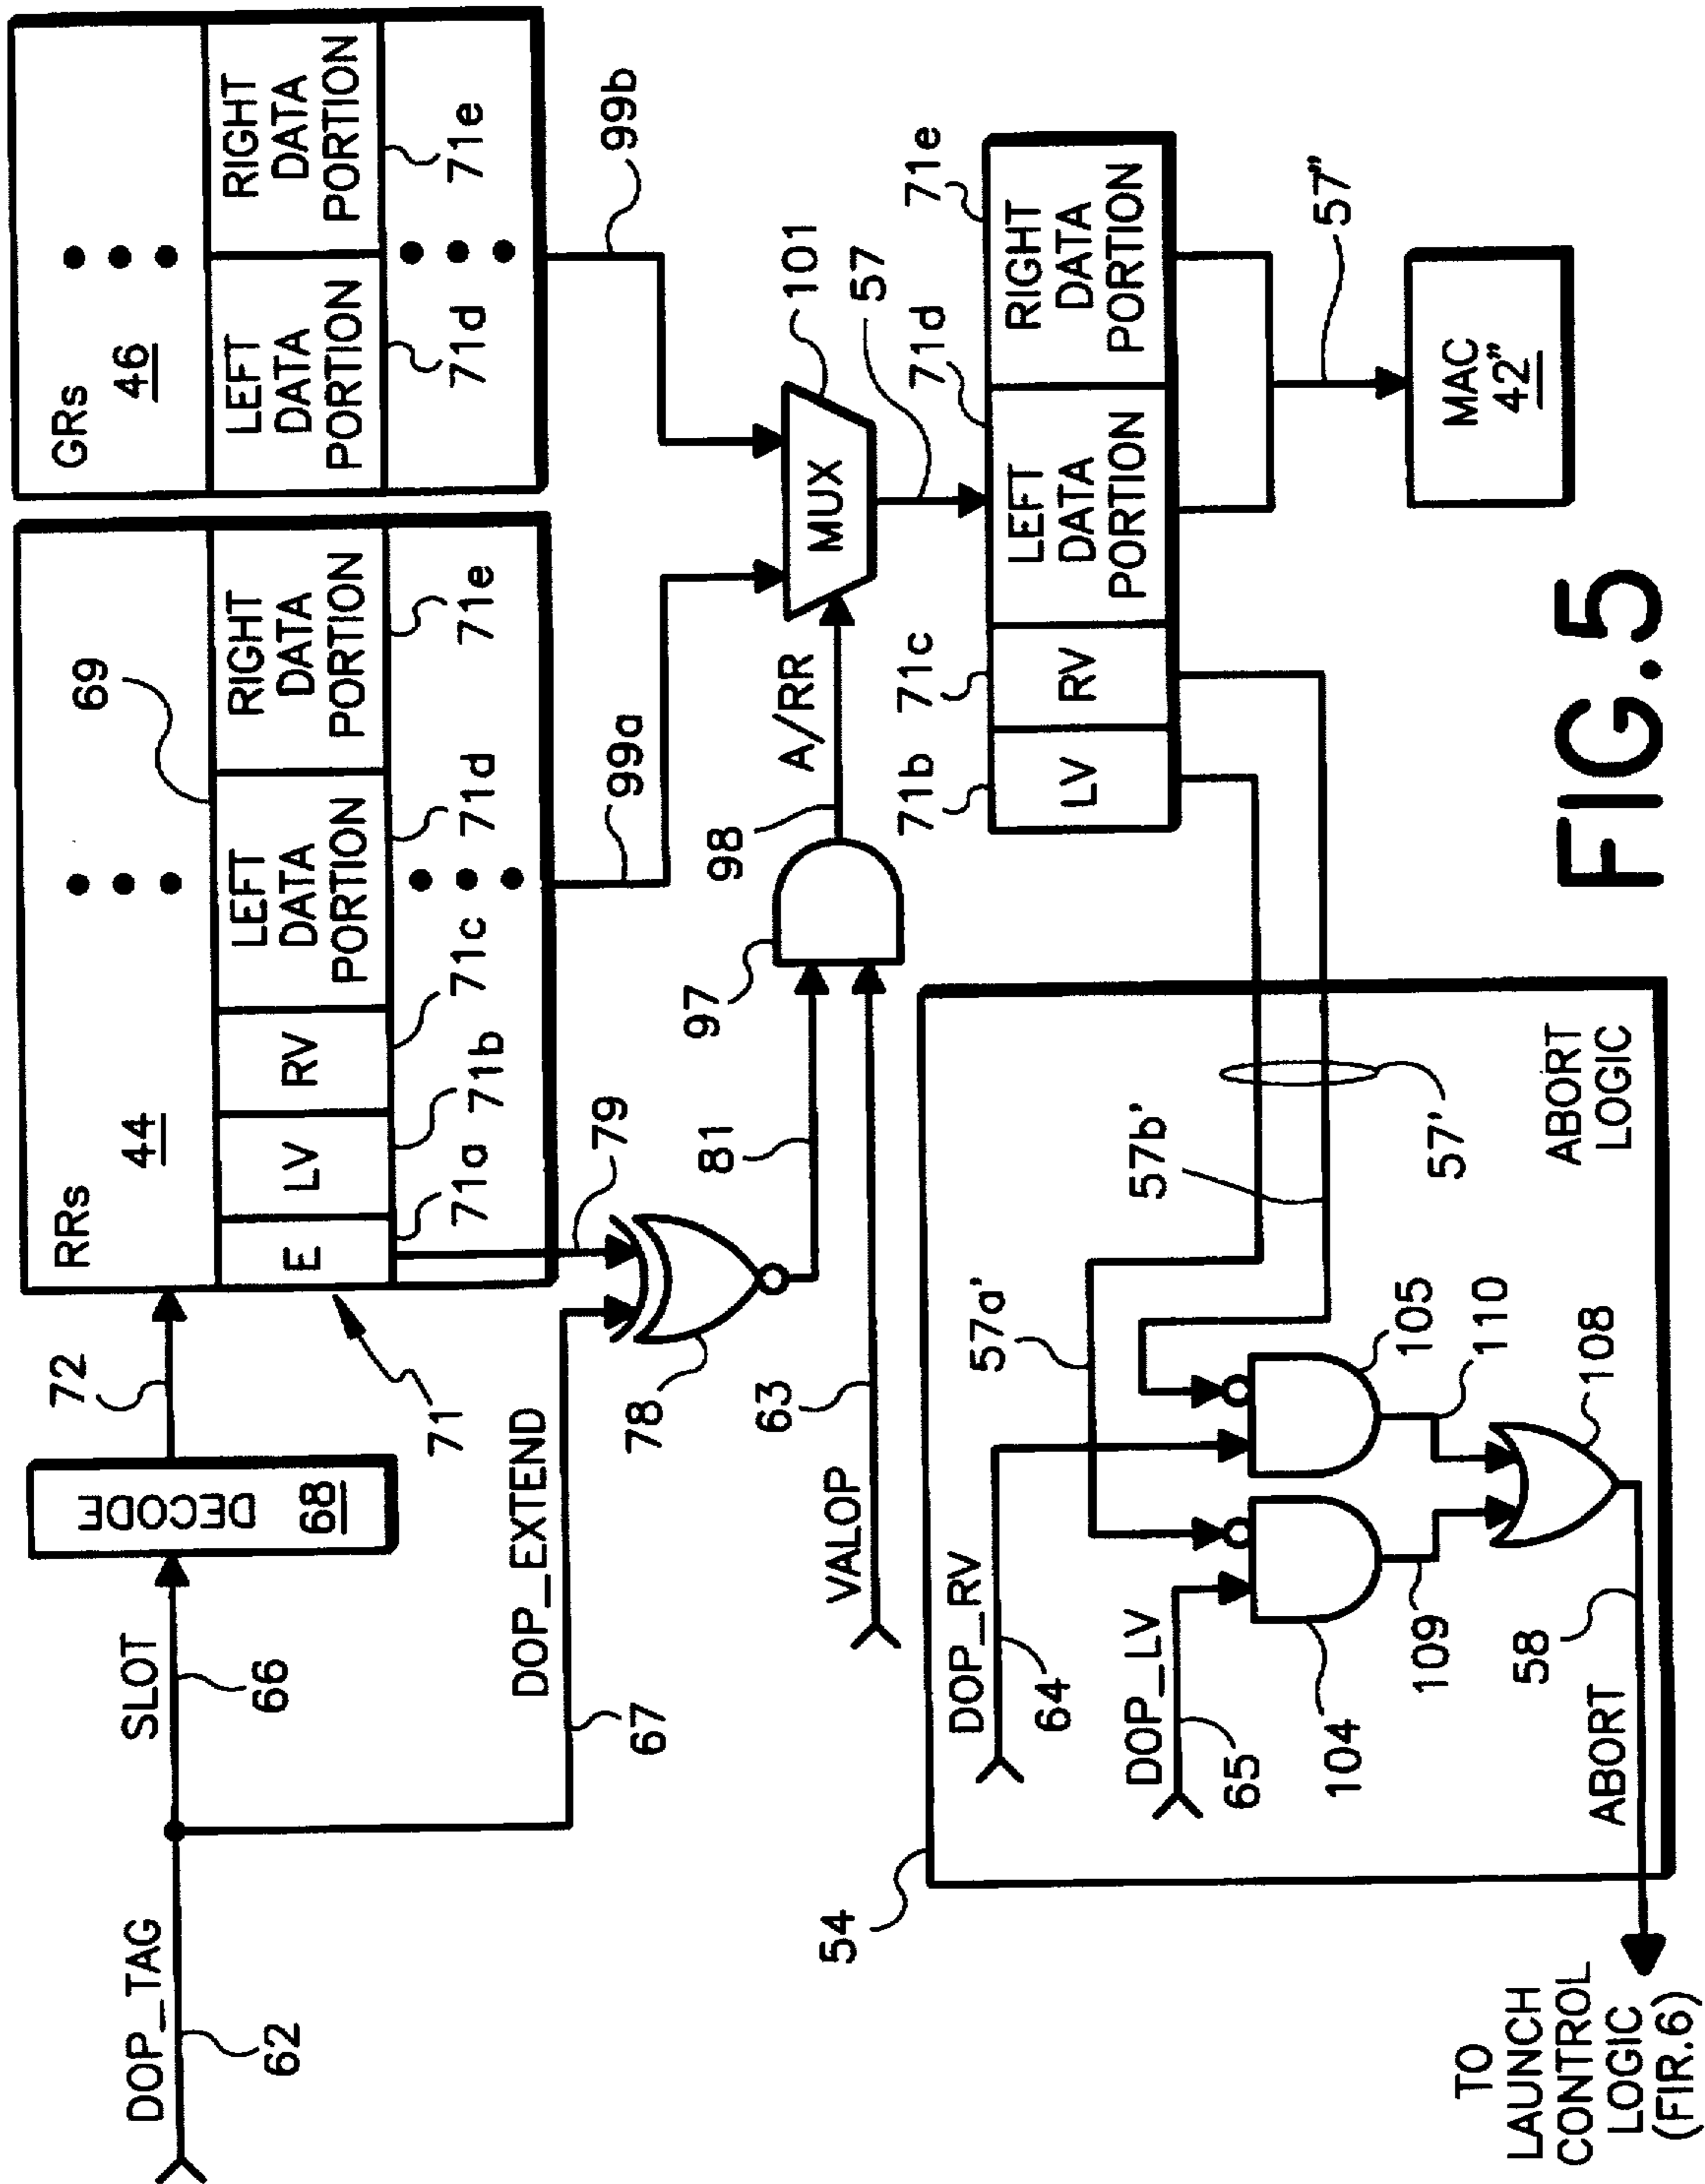 DOP_TAG
62
SLOT
66
DECODE
68
72
71
RRs
44
69
E
LV
RV
LEFT
DATA
PORTION
RIGHT
DATA
PORTION
71a
71b
71c
71d
71e
GRs
46
LEFT
DATA
PORTION
RIGHT
DATA
PORTION
71d
71e
DOP_EXTEND
67
78
79
81
VALOP
63
97
98
A/RR
99a
99b
MUX
101
57
71b
71c
71d
71e
LV
RV
LEFT
DATA
PORTION
RIGHT
DATA
PORTION
57"
MAC
42"
54
DOP_RV
64
DOP_LV
65
57a'
57b'
57'
104
105
109
110
108
58
ABORT
ABORT
LOGIC
TO
LAUNCH
CONTROL
LOGIC
(FIR.6)
FIG.5